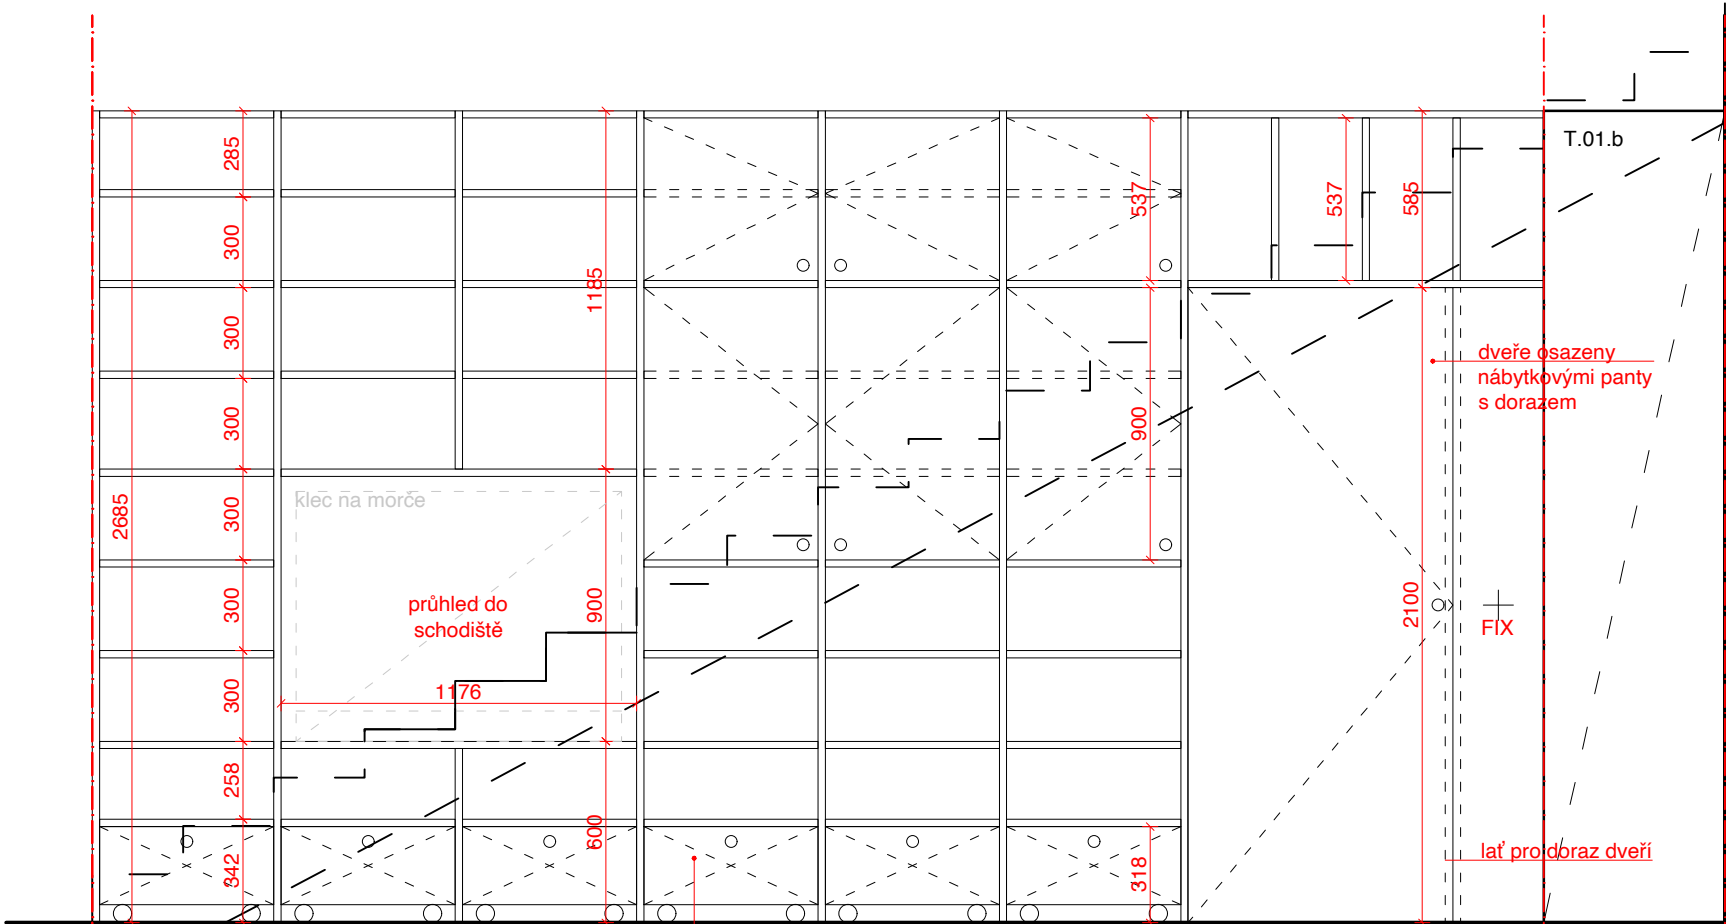 T.01.b
285
300
300
300
300
300
300
258
342
2685
1185
900
600
1176
537
900
318
537
585
2100
klec na morče
průhled do
schodiště
dveře osazeny
nábytkovými panty
s dorazem
FIX
lať pro doraz dveří